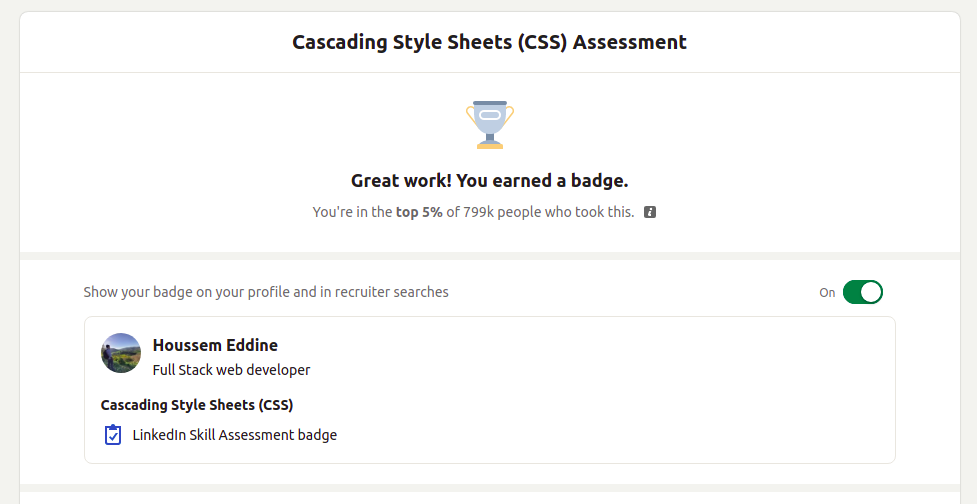 Cascading Style Sheets (CSS) Assessment
Great work! You earned a badge.
You're in the top 5% of 799k people who took this.
Show your badge on your profile and in recruiter searches
On
Houssem Eddine
Full Stack web developer
Cascading Style Sheets (CSS)
LinkedIn Skill Assessment badge